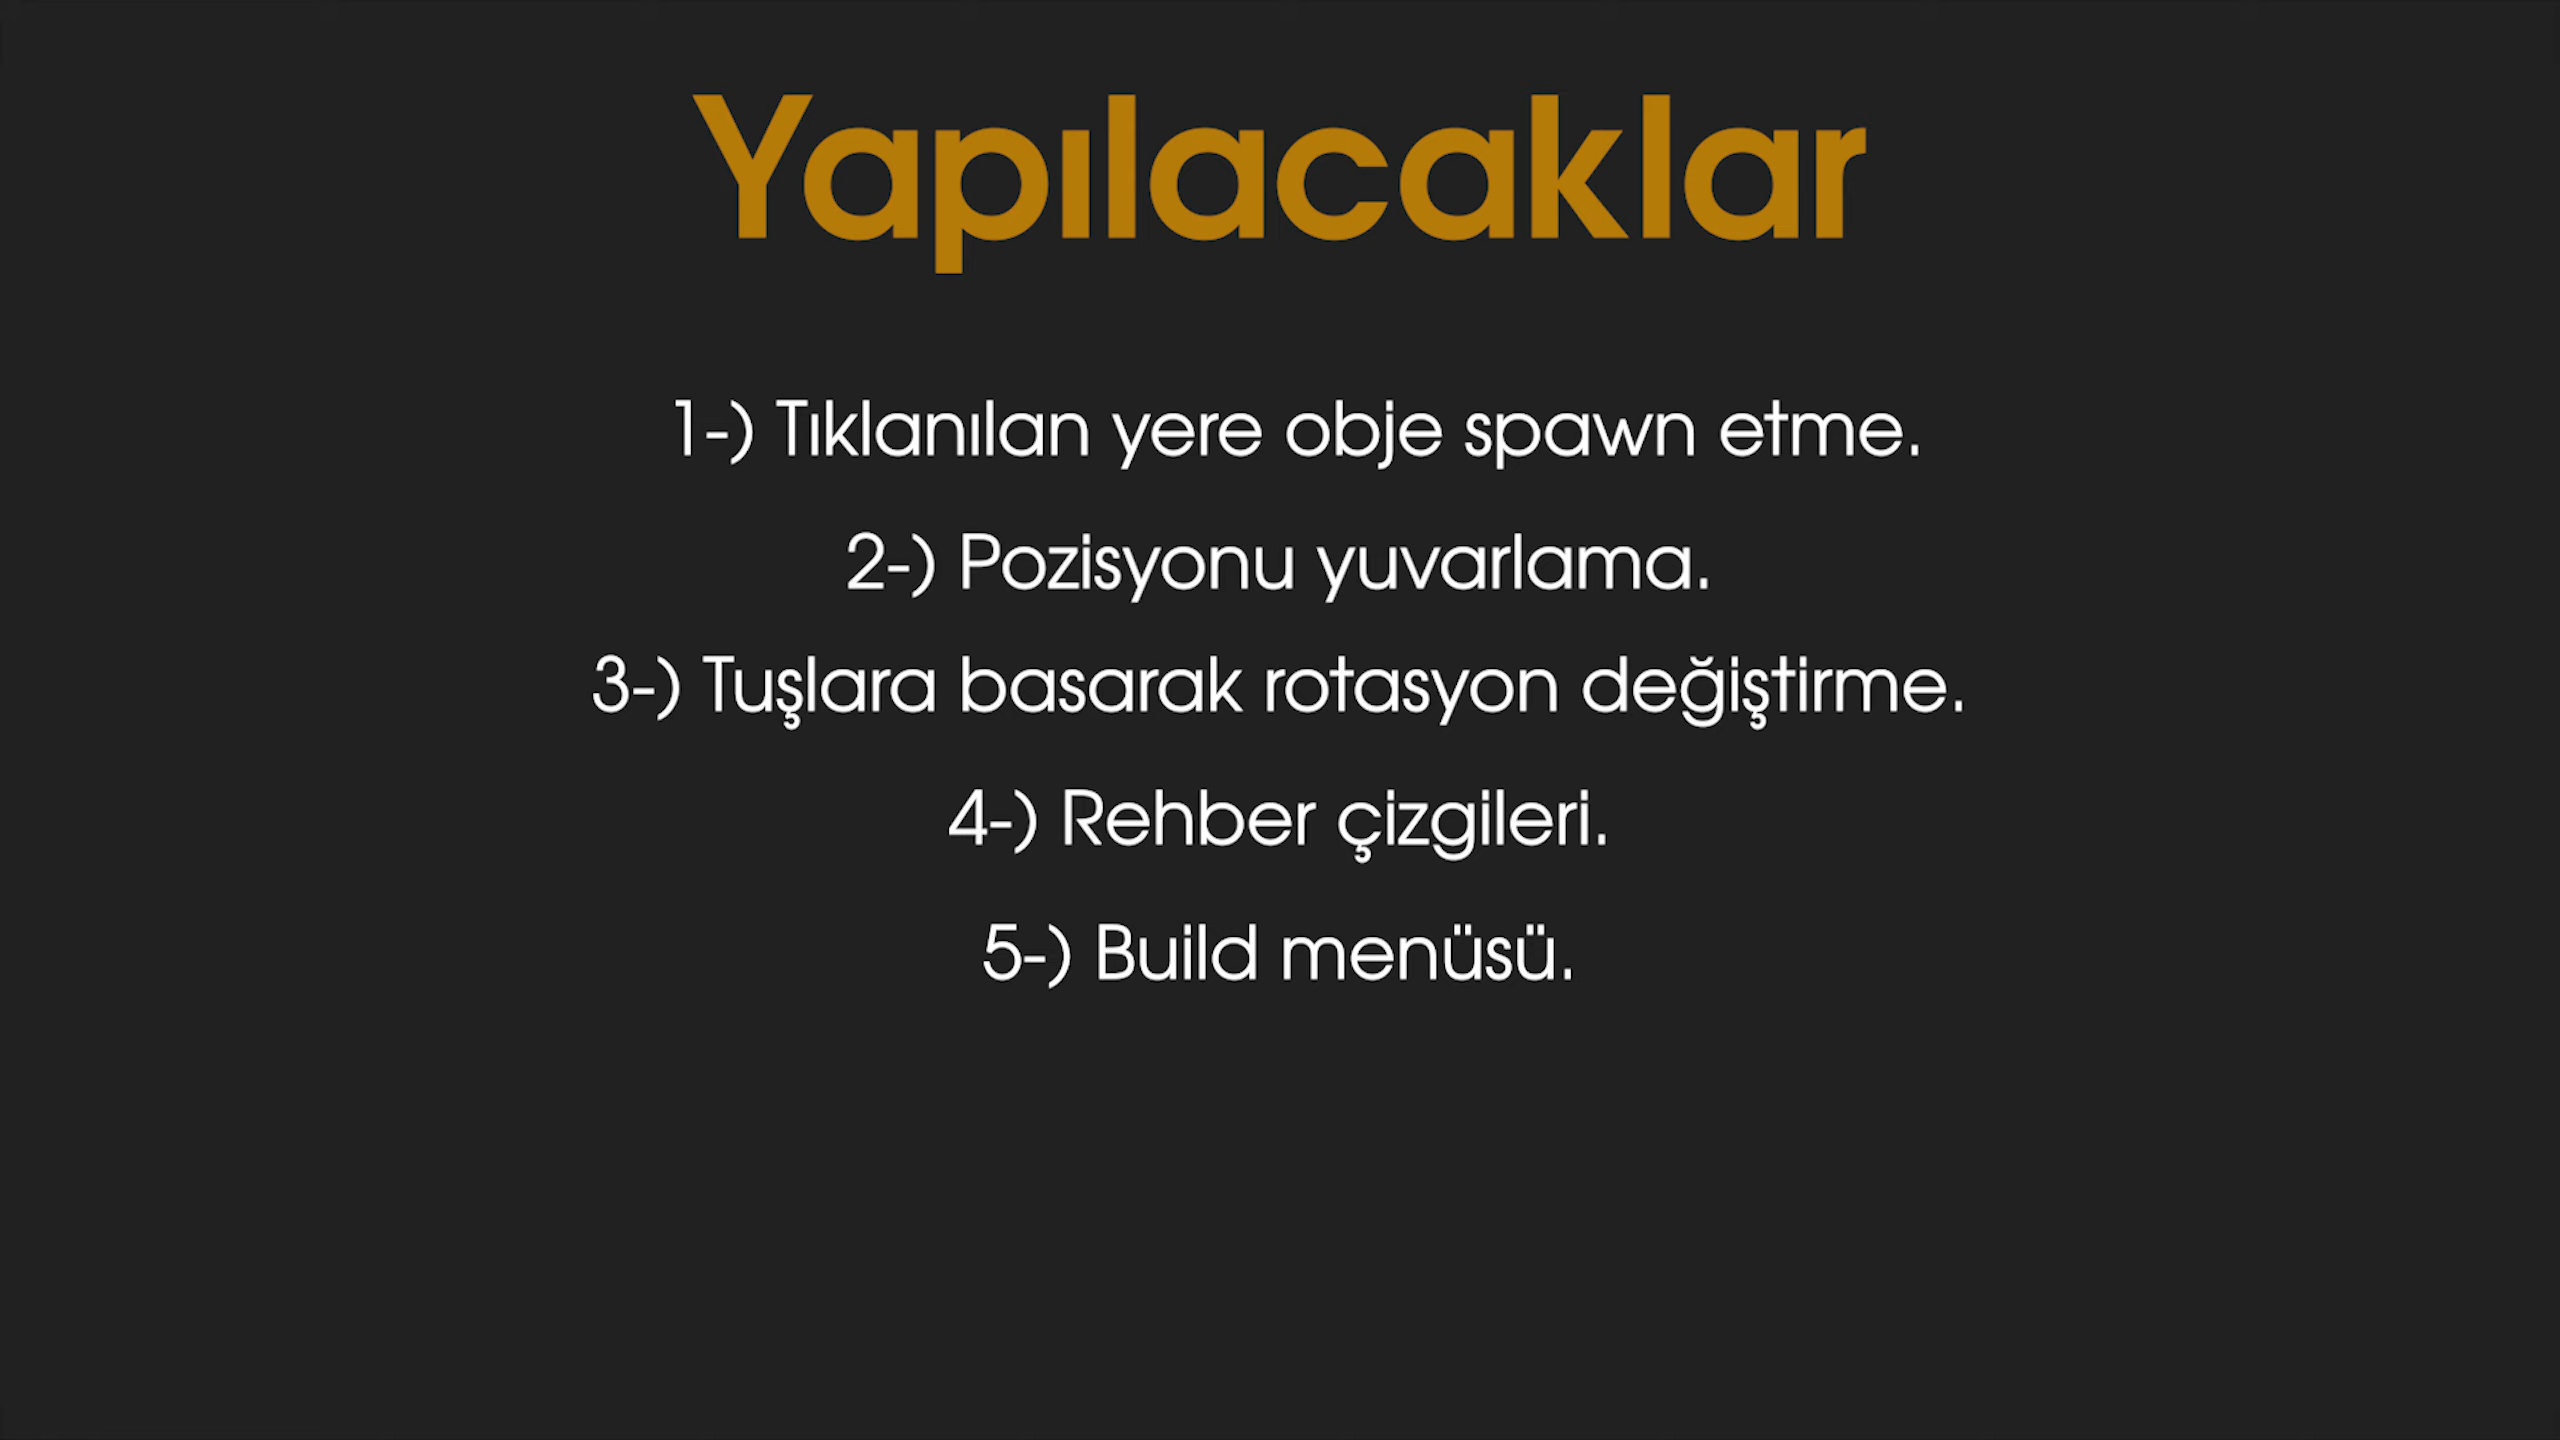 Yapılacaklar
1-) Tıklanılan yere obje spawn etme.
2-) Pozisyonu yuvarlama.
3-) Tuşlara basarak rotasyon değiştirme.
4-) Rehber çizgileri.
5-) Build menüsü.